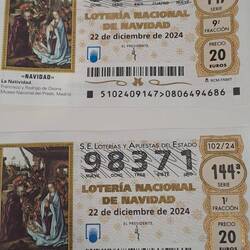 LOTERÍA NACIONAL
DE NAVIDAD
22 de diciembre de 2024
EL PRESIDENTE
9ª
FRACCIÓN
PRECIO
20
EUROS
«NAVIDAD»
La Natividad.
Francisco y Rodrigo de Osona
Museo Nacional del Prado. Madrid
5102409147>0806494686
S.E. LOTERÍAS Y APUESTAS DEL ESTADO
102/24
98371
144ª
SERIE
LOTERÍA NACIONAL
DE NAVIDAD
22 de diciembre de 2024
EL PRESIDENTE
FRACCIÓN
PRECIO
20